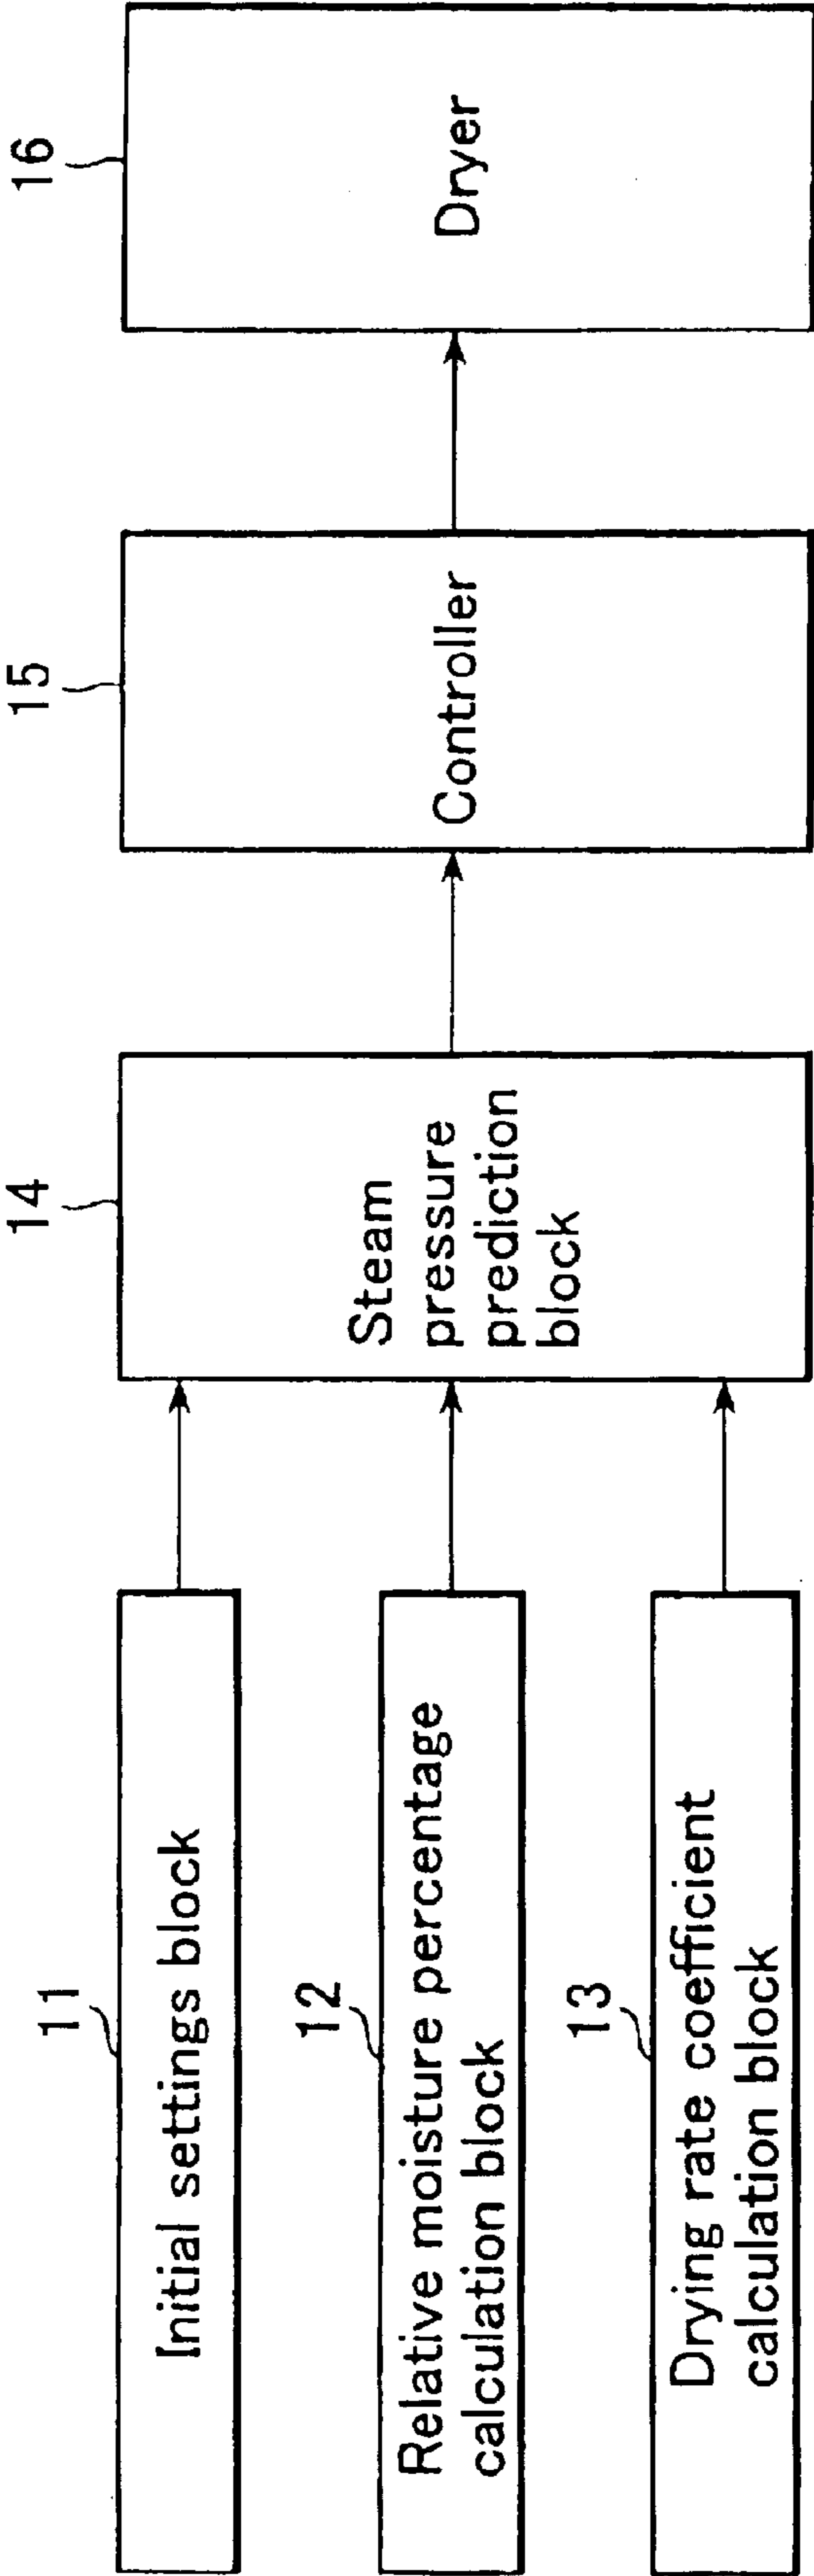 11
Initial settings block
12
Relative moisture percentage
calculation block
13
Drying rate coefficient
calculation block
14
Steam
pressure
prediction
block
15
Controller
16
Dryer